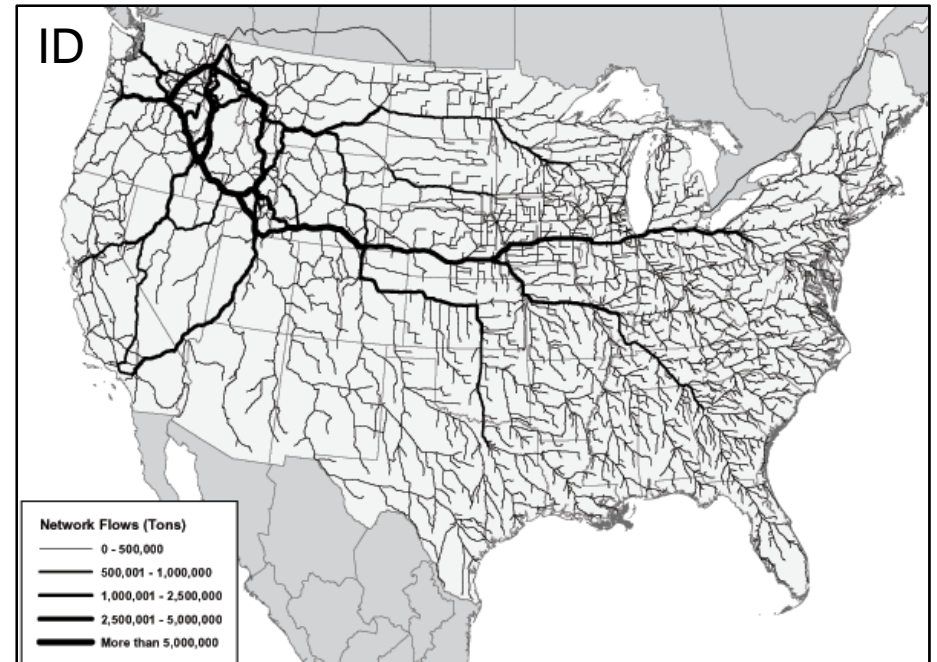 ID
Network Flows (Tons)
0 - 500,000
500,001 - 1,000,000
1,000,001 - 2,500,000
2,500,001 - 5,000,000
More than 5,000,000